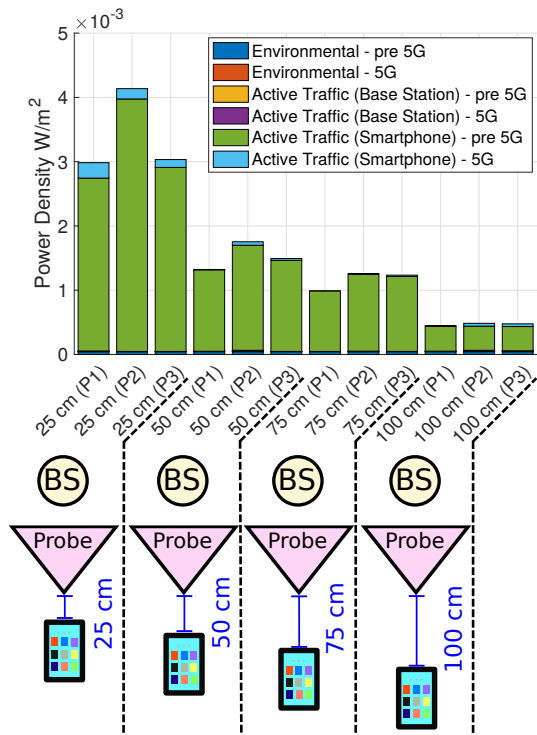 ×10⁻³
5
4
3
2
1
0
Power Density W/m²
Environmental - pre 5G
Environmental - 5G
Active Traffic (Base Station) - pre 5G
Active Traffic (Base Station) - 5G
Active Traffic (Smartphone) - pre 5G
Active Traffic (Smartphone) - 5G
25 cm (P1)
25 cm (P2)
25 cm (P3)
50 cm (P1)
50 cm (P2)
50 cm (P3)
75 cm (P1)
75 cm (P2)
75 cm (P3)
100 cm (P1)
100 cm (P2)
100 cm (P3)
BS
BS
BS
BS
Probe
Probe
Probe
Probe
25 cm
50 cm
75 cm
100 cm